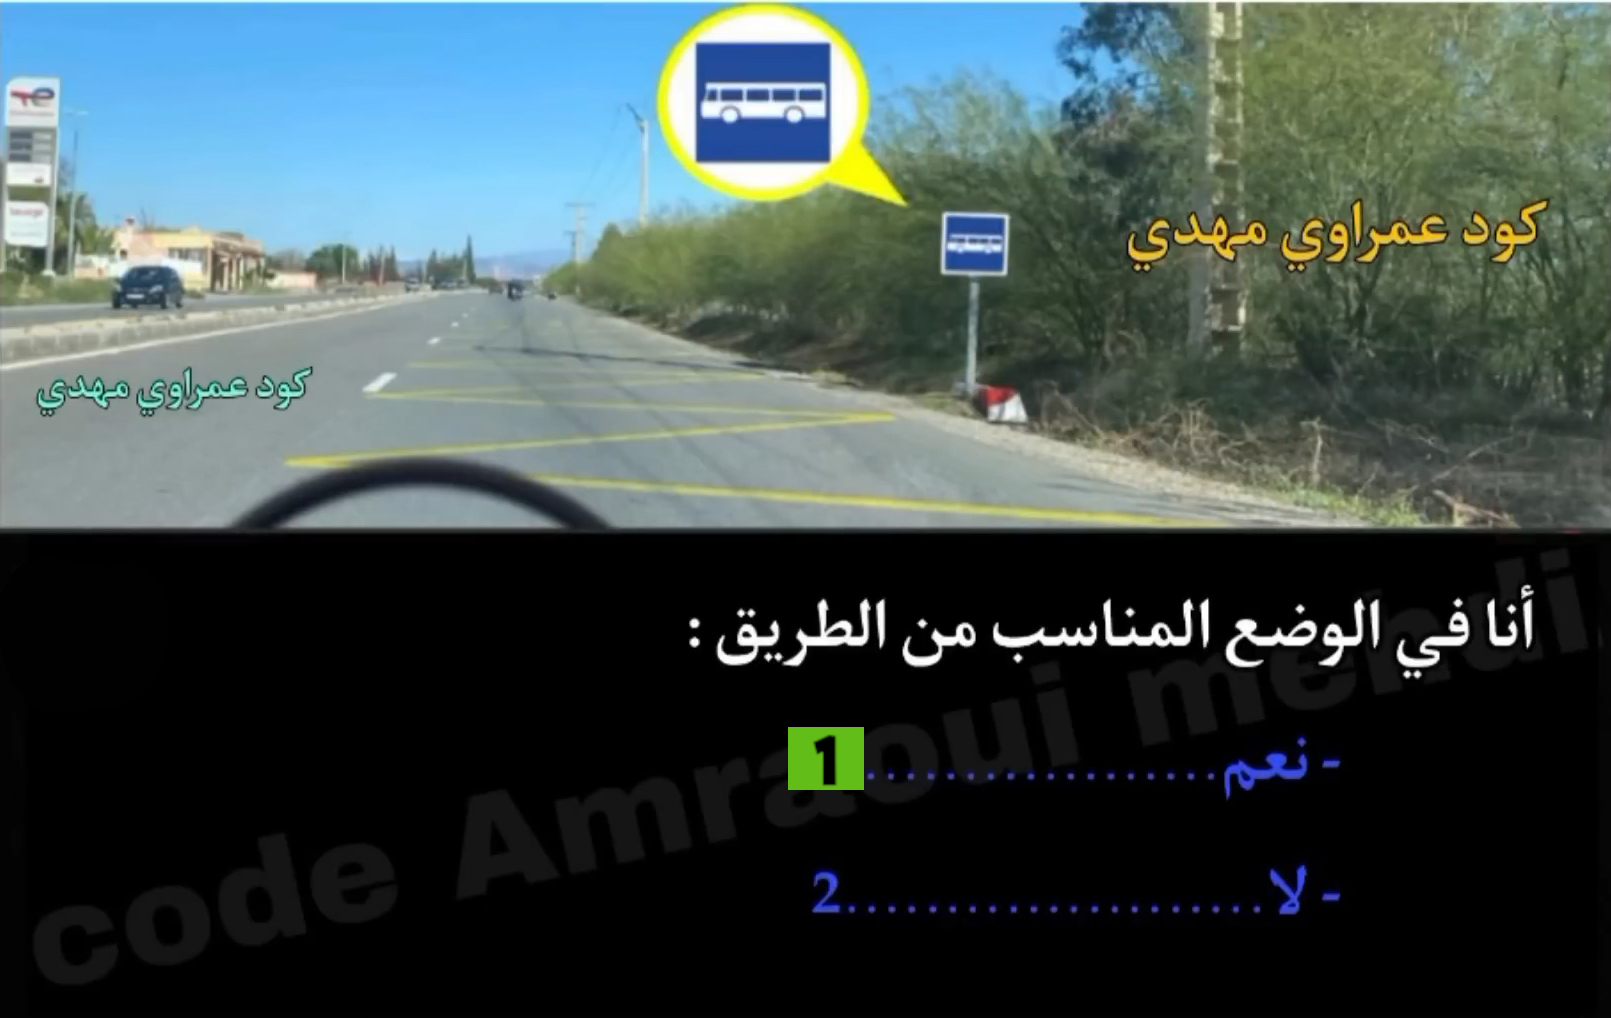 كود عمراوي مهدي
كود عمراوي مهدي
أنا في الوضع المناسب من الطريق :
- نعم....................1
- لا.....................2
code Amraoui mehdi